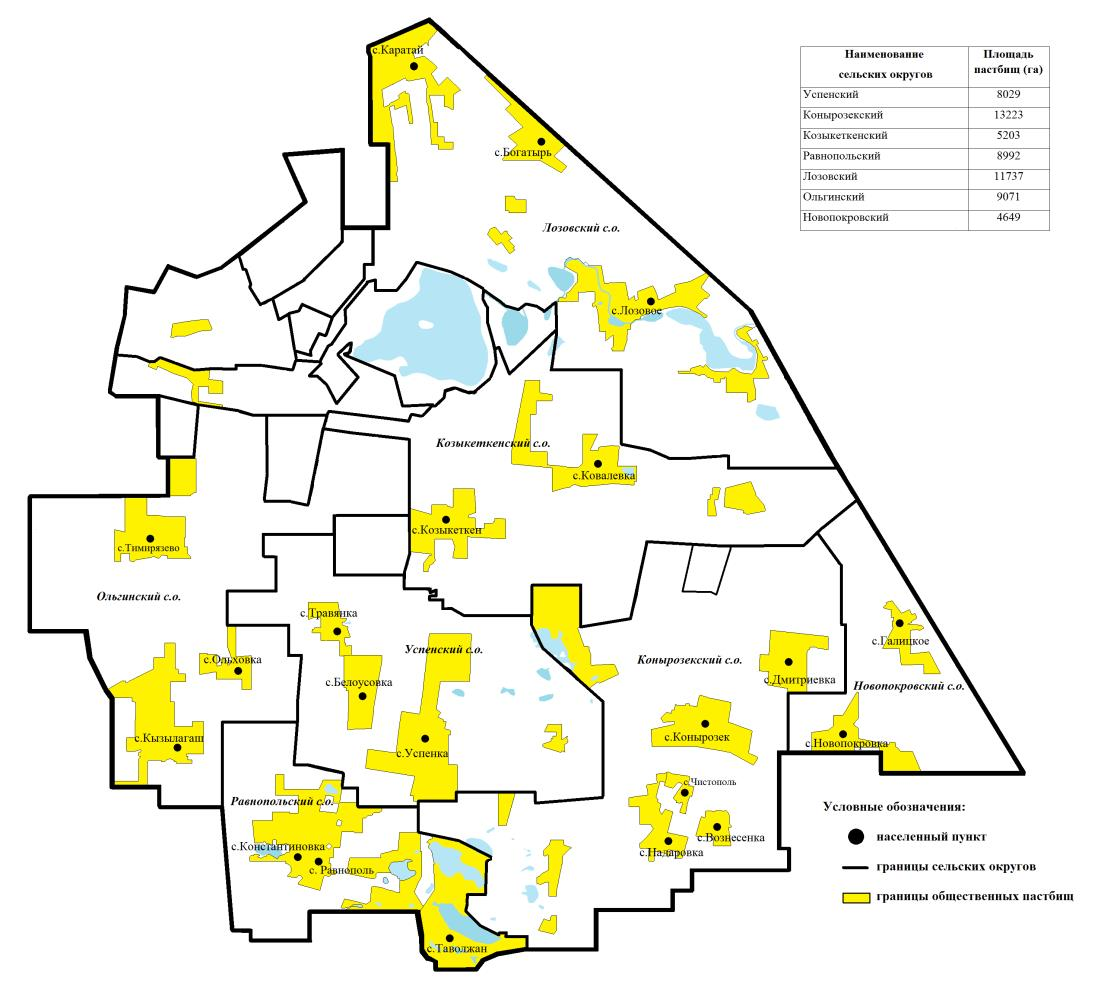 с.Каратай
Наименование
сельских округов
Площадь
пастбищ (га)
Успенский 8029
Конырозекский 13223
Козыкеткенский 5203
Равнопольский 8992
Лозовский 11737
Ольгинский 9071
Новопокровский 4649
с.Богатырь
Лозовский с.о.
с.Лозовое
Козыкеткенский с.о.
с.Ковалевка
с.Козыкеткен
с.Тимирязево
Ольгинский с.о.
с.Травянка
с.Галицкое
Успенский с.о.
с.Ольховка
Конырозекский с.о.
с.Дмитриевка
с.Белоусовка
Новопокровский с.о.
с.Кызылагаш
с.Конырозек
с.Новопокровка
с.Успенка
с.Чистополь
Равнопольский с.о.
Условные обозначения:
с.Вознесенка
населенный пункт
с.Константиновка
с.Надаровка
с. Равнополь
границы сельских округов
границы общественных пастбищ
с.Таволжан